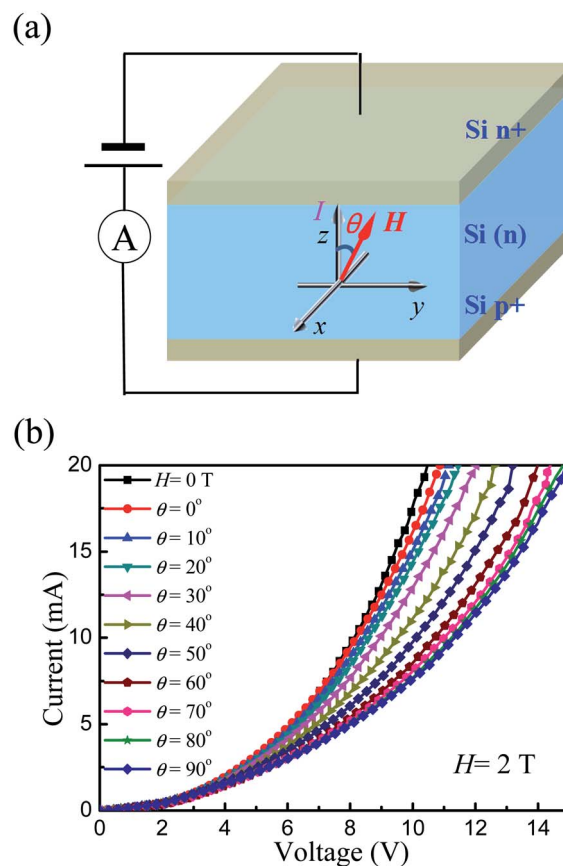 (a)
Si n+
I
θ
H
z
Si (n)
A
y
Si p+
x
(b)
20
15
10
5
0
Current (mA)
H= 0 T
θ = 0°
θ = 10°
θ = 20°
θ = 30°
θ = 40°
θ = 50°
θ = 60°
θ = 70°
θ = 80°
θ = 90°
H= 2 T
0 2 4 6 8 10 12 14
Voltage (V)